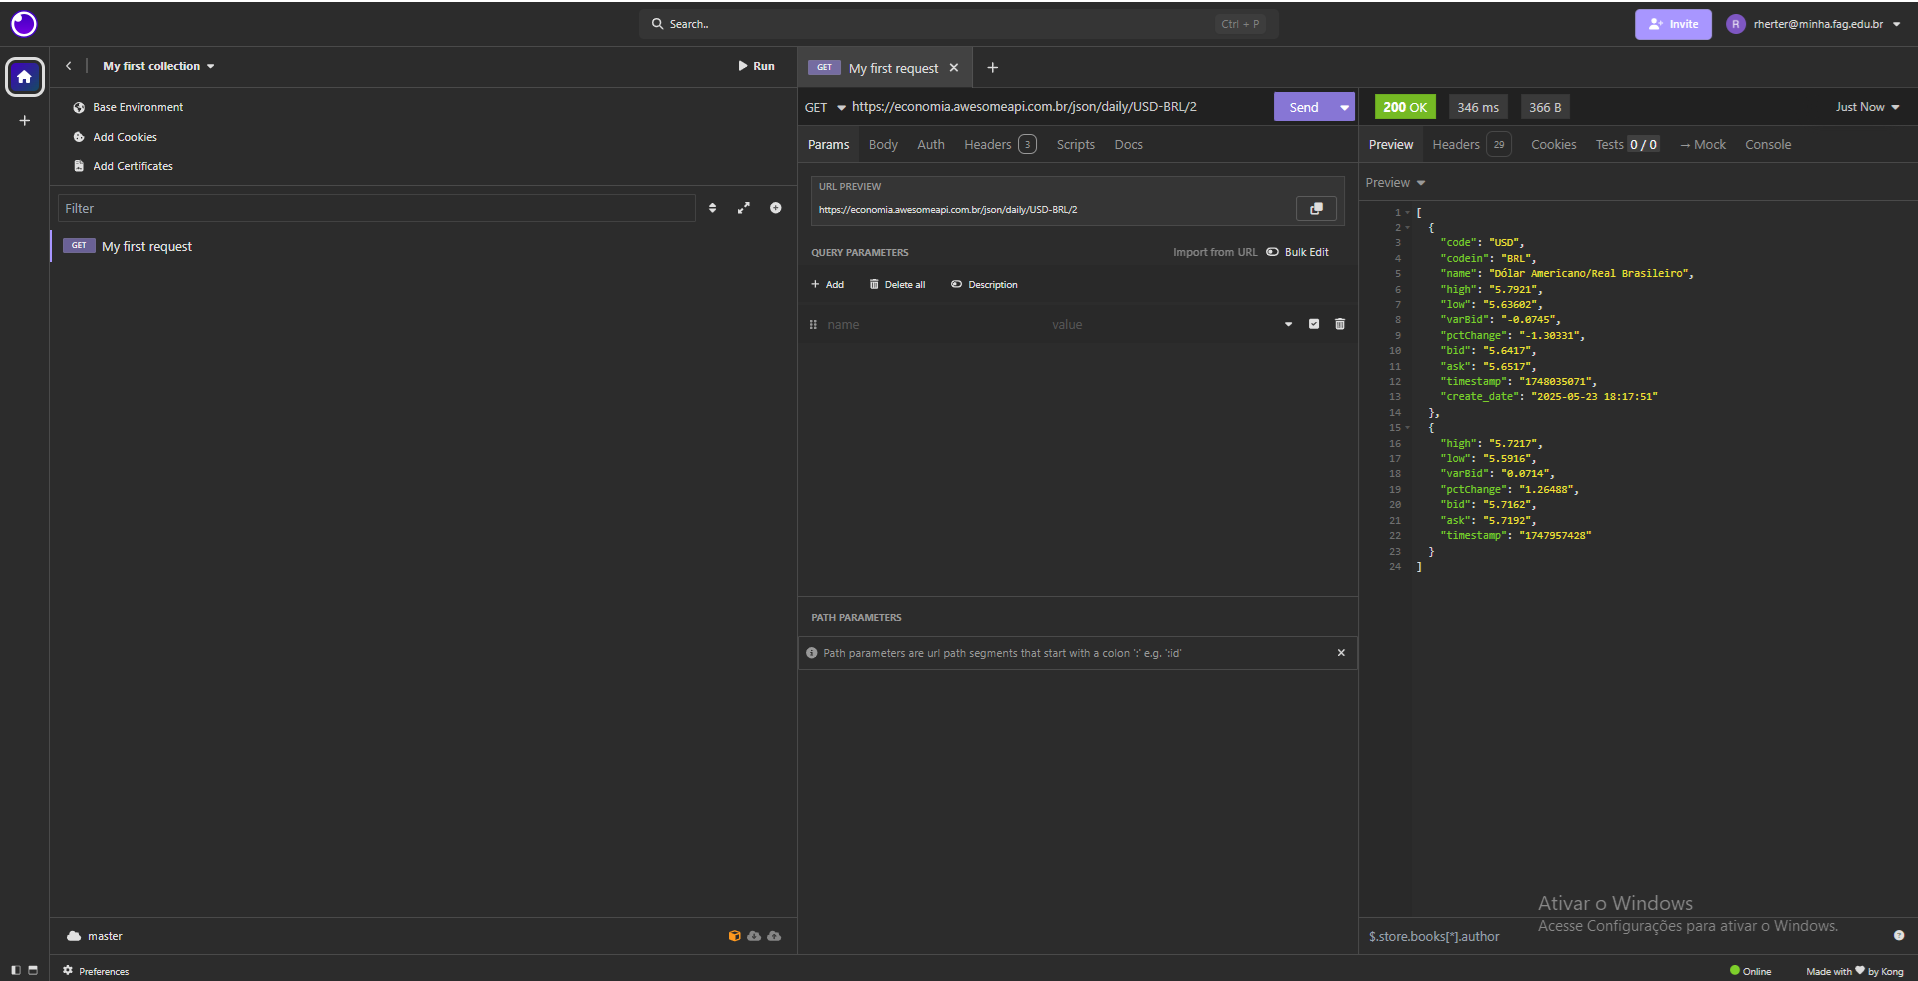 Search..
Ctrl + P
Invite
R
rherter@minha.fag.edu.br
My first collection
Run
Base Environment
Add Cookies
Add Certificates
Filter
GET My first request
master
Preferences
GET My first request
GET https://economia.awesomeapi.com.br/json/daily/USD-BRL/2
Send
Params Body Auth Headers 3 Scripts Docs
URL PREVIEW
https://economia.awesomeapi.com.br/json/daily/USD-BRL/2
QUERY PARAMETERS
Import from URL Bulk Edit
Add Delete all Description
name value
PATH PARAMETERS
Path parameters are url path segments that start with a colon ':' e.g. ':id'
200 OK 346 ms 366 B
Just Now
Preview Headers 29 Cookies Tests 0 / 0 → Mock Console
Preview
1 [
2 {
3 "code": "USD",
4 "codein": "BRL",
5 "name": "Dólar Americano/Real Brasileiro",
6 "high": "5.7921",
7 "low": "5.63602",
8 "varBid": "-0.0745",
9 "pctChange": "-1.30331",
10 "bid": "5.6417",
11 "ask": "5.6517",
12 "timestamp": "1748035071",
13 "create_date": "2025-05-23 18:17:51"
14 },
15 {
16 "high": "5.7217",
17 "low": "5.5916",
18 "varBid": "0.0714",
19 "pctChange": "1.26488",
20 "bid": "5.7162",
21 "ask": "5.7192",
22 "timestamp": "1747957428"
23 }
24 ]
Ativar o Windows
Acesse Configurações para ativar o Windows.
$.store.books[*].author
Online
Made with ♥ by Kong